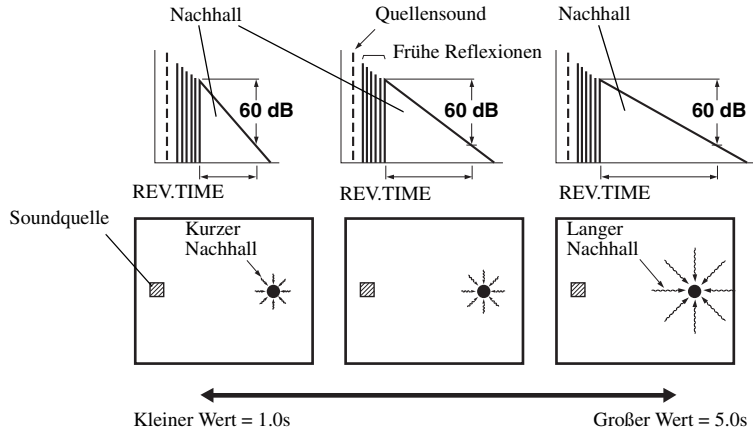 Nachhall
Quellensound
Nachhall
Frühe Reflexionen
60 dB
60 dB
60 dB
REV.TIME
REV.TIME
REV.TIME
Soundquelle
Kurzer
Nachhall
Langer
Nachhall
Kleiner Wert = 1.0s
Großer Wert = 5.0s